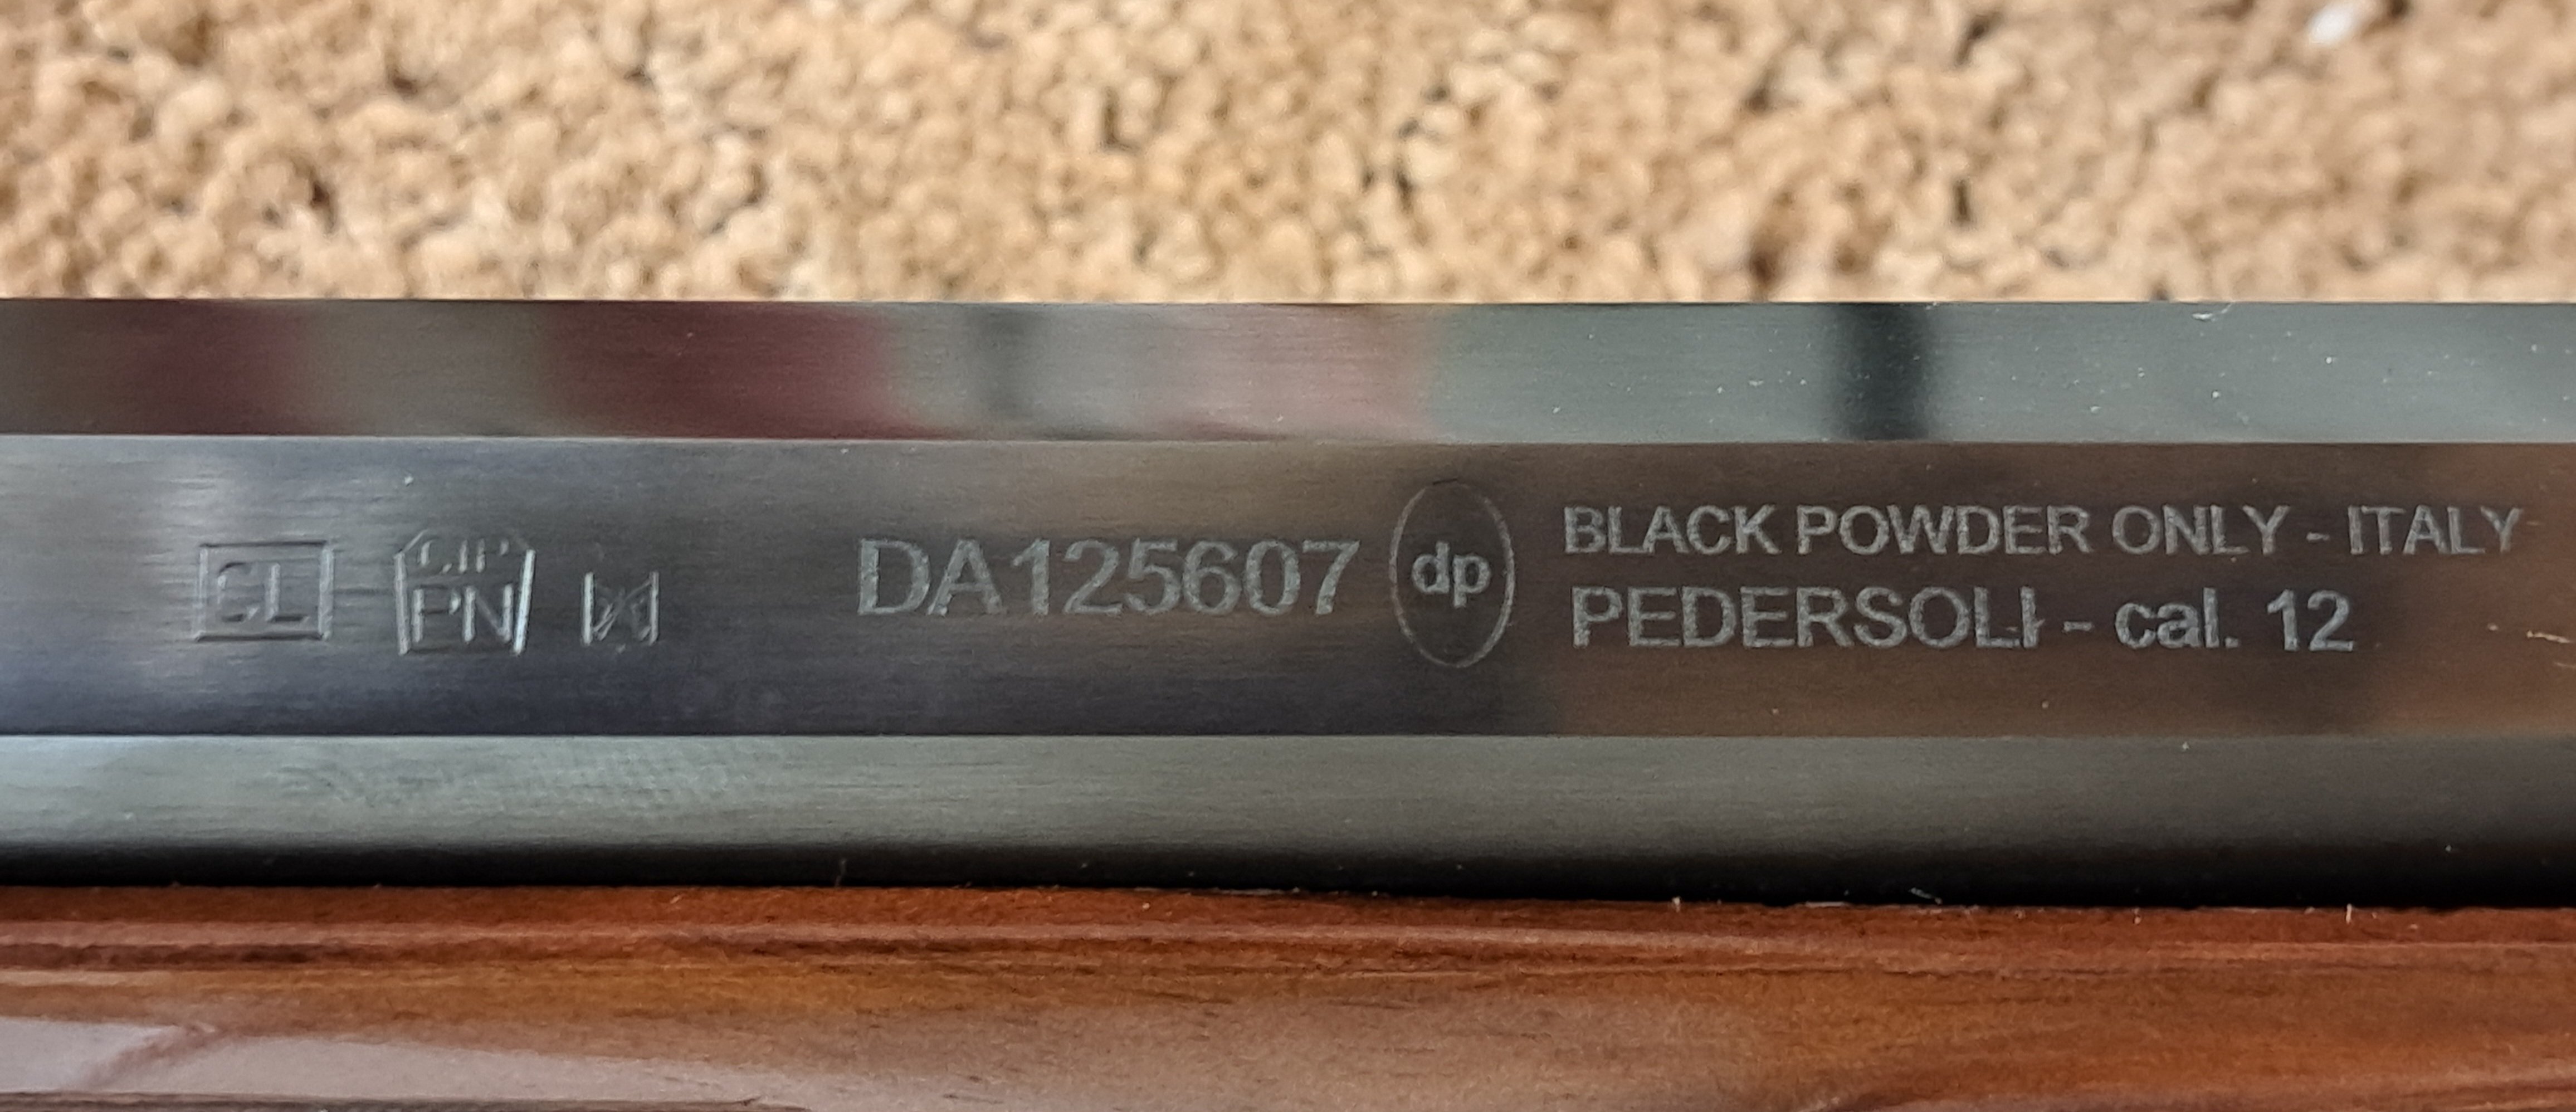 CL
CIP
PN
DA125607
dp
BLACK POWDER ONLY - ITALY
PEDERSOLI - cal. 12